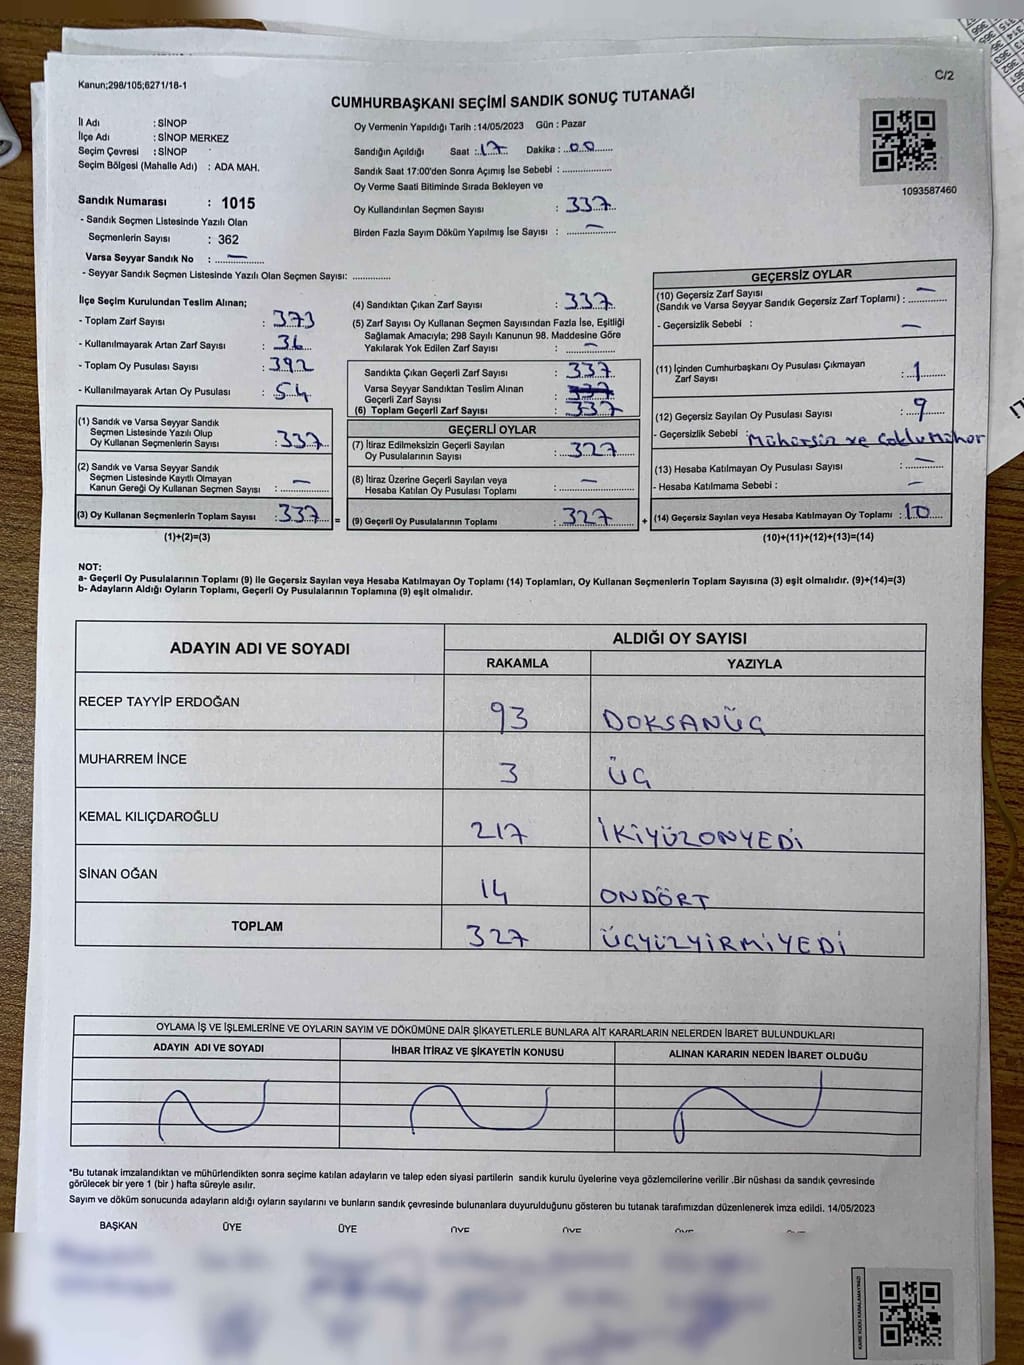 Kanun;298/105;6271/18-1
C/2
CUMHURBAŞKANI SEÇİMİ SANDIK SONUÇ TUTANAĞI
İl Adı : SİNOP
İlçe Adı : SİNOP MERKEZ
Seçim Çevresi : SİNOP
Seçim Bölgesi (Mahalle Adı) : ADA MAH.
Sandık Numarası : 1015
- Sandık Seçmen Listesinde Yazılı Olan
Seçmenlerin Sayısı : 362
Varsa Seyyar Sandık No : —
- Seyyar Sandık Seçmen Listesinde Yazılı Olan Seçmen Sayısı: ..............
Oy Vermenin Yapıldığı Tarih :14/05/2023 Gün : Pazar
Sandığın Açıldığı Saat : 17 Dakika : 00
Sandık Saat 17:00'den Sonra Açımış İse Sebebi : ..................
Oy Verme Saati Bitiminde Sırada Bekleyen ve
Oy Kullandırılan Seçmen Sayısı : 337
Birden Fazla Sayım Döküm Yapılmış İse Sayısı : —
1093587460
İlçe Seçim Kurulundan Teslim Alınan;
- Toplam Zarf Sayısı : 373
- Kullanılmayarak Artan Zarf Sayısı : 36
- Toplam Oy Pusulası Sayısı : 392
- Kullanılmayarak Artan Oy Pusulası : 54
(1) Sandık ve Varsa Seyyar Sandık
Seçmen Listesinde Yazılı Olup
Oy Kullanan Seçmenlerin Sayısı : 337
(2) Sandık ve Varsa Seyyar Sandık
Seçmen Listesinde Kayıtlı Olmayan
Kanun Gereği Oy Kullanan Seçmen Sayısı : —
(3) Oy Kullanan Seçmenlerin Toplam Sayısı : 337
(1)+(2)=(3)
(4) Sandıktan Çıkan Zarf Sayısı : 337
(5) Zarf Sayısı Oy Kullanan Seçmen Sayısından Fazla İse, Eşitliği
Sağlamak Amacıyla; 298 Sayılı Kanunun 98. Maddesine Göre
Yakılarak Yok Edilen Zarf Sayısı : —
Sandıkta Çıkan Geçerli Zarf Sayısı : 337
Varsa Seyyar Sandıktan Teslim Alınan
Geçerli Zarf Sayısı : 337
(6) Toplam Geçerli Zarf Sayısı : 337
GEÇERLİ OYLAR
(7) İtiraz Edilmeksizin Geçerli Sayılan
Oy Pusulalarının Sayısı : 327
(8) İtiraz Üzerine Geçerli Sayılan veya
Hesaba Katılan Oy Pusulası Toplamı : —
= (9) Geçerli Oy Pusulalarının Toplamı : 327
GEÇERSİZ OYLAR
(10) Geçersiz Zarf Sayısı
(Sandık ve Varsa Seyyar Sandık Geçersiz Zarf Toplamı) : —
- Geçersizlik Sebebi : —
(11) İçinden Cumhurbaşkanı Oy Pusulası Çıkmayan
Zarf Sayısı : 1
(12) Geçersiz Sayılan Oy Pusulası Sayısı : 9
- Geçersizlik Sebebi : Mühürsüz ve Çoklu Mühür
(13) Hesaba Katılmayan Oy Pusulası Sayısı : —
- Hesaba Katılmama Sebebi : —
+ (14) Geçersiz Sayılan veya Hesaba Katılmayan Oy Toplamı : 10
(10)+(11)+(12)+(13)=(14)
NOT:
a- Geçerli Oy Pusulalarının Toplamı (9) ile Geçersiz Sayılan veya Hesaba Katılmayan Oy Toplamı (14) Toplamları, Oy Kullanan Seçmenlerin Toplam Sayısına (3) eşit olmalıdır. (9)+(14)=(3)
b- Adayların Aldığı Oyların Toplamı, Geçerli Oy Pusulalarının Toplamına (9) eşit olmalıdır.
ADAYIN ADI VE SOYADI ALDIĞI OY SAYISI
RAKAMLA YAZIYLA
RECEP TAYYİP ERDOĞAN 93 DOKSANÜÇ
MUHARREM İNCE 3 ÜÇ
KEMAL KILIÇDAROĞLU 217 İKİYÜZONYEDİ
SİNAN OĞAN 14 ONDÖRT
TOPLAM 327 ÜÇYÜZYİRMİYEDİ
OYLAMA İŞ VE İŞLEMLERİNE VE OYLARIN SAYIM VE DÖKÜMÜNE DAİR ŞİKAYETLERLE BUNLARA AİT KARARLARIN NELERDEN İBARET BULUNDUKLARI
ADAYIN ADI VE SOYADI İHBAR İTİRAZ VE ŞİKAYETİN KONUSU ALINAN KARARIN NEDEN İBARET OLDUĞU
*Bu tutanak imzalandıktan ve mühürlendikten sonra seçime katılan adayların ve talep eden siyasi partilerin sandık kurulu üyelerine veya gözlemcilerine verilir .Bir nüshası da sandık çevresinde
görülecek bir yere 1 (bir ) hafta süreyle asılır.
Sayım ve döküm sonucunda adayların aldığı oyların sayılarını ve bunların sandık çevresinde bulunanlara duyurulduğunu gösteren bu tutanak tarafımızdan düzenlenerek imza edildi. 14/05/2023
BAŞKAN ÜYE ÜYE ÜYE ÜYE ÜYE